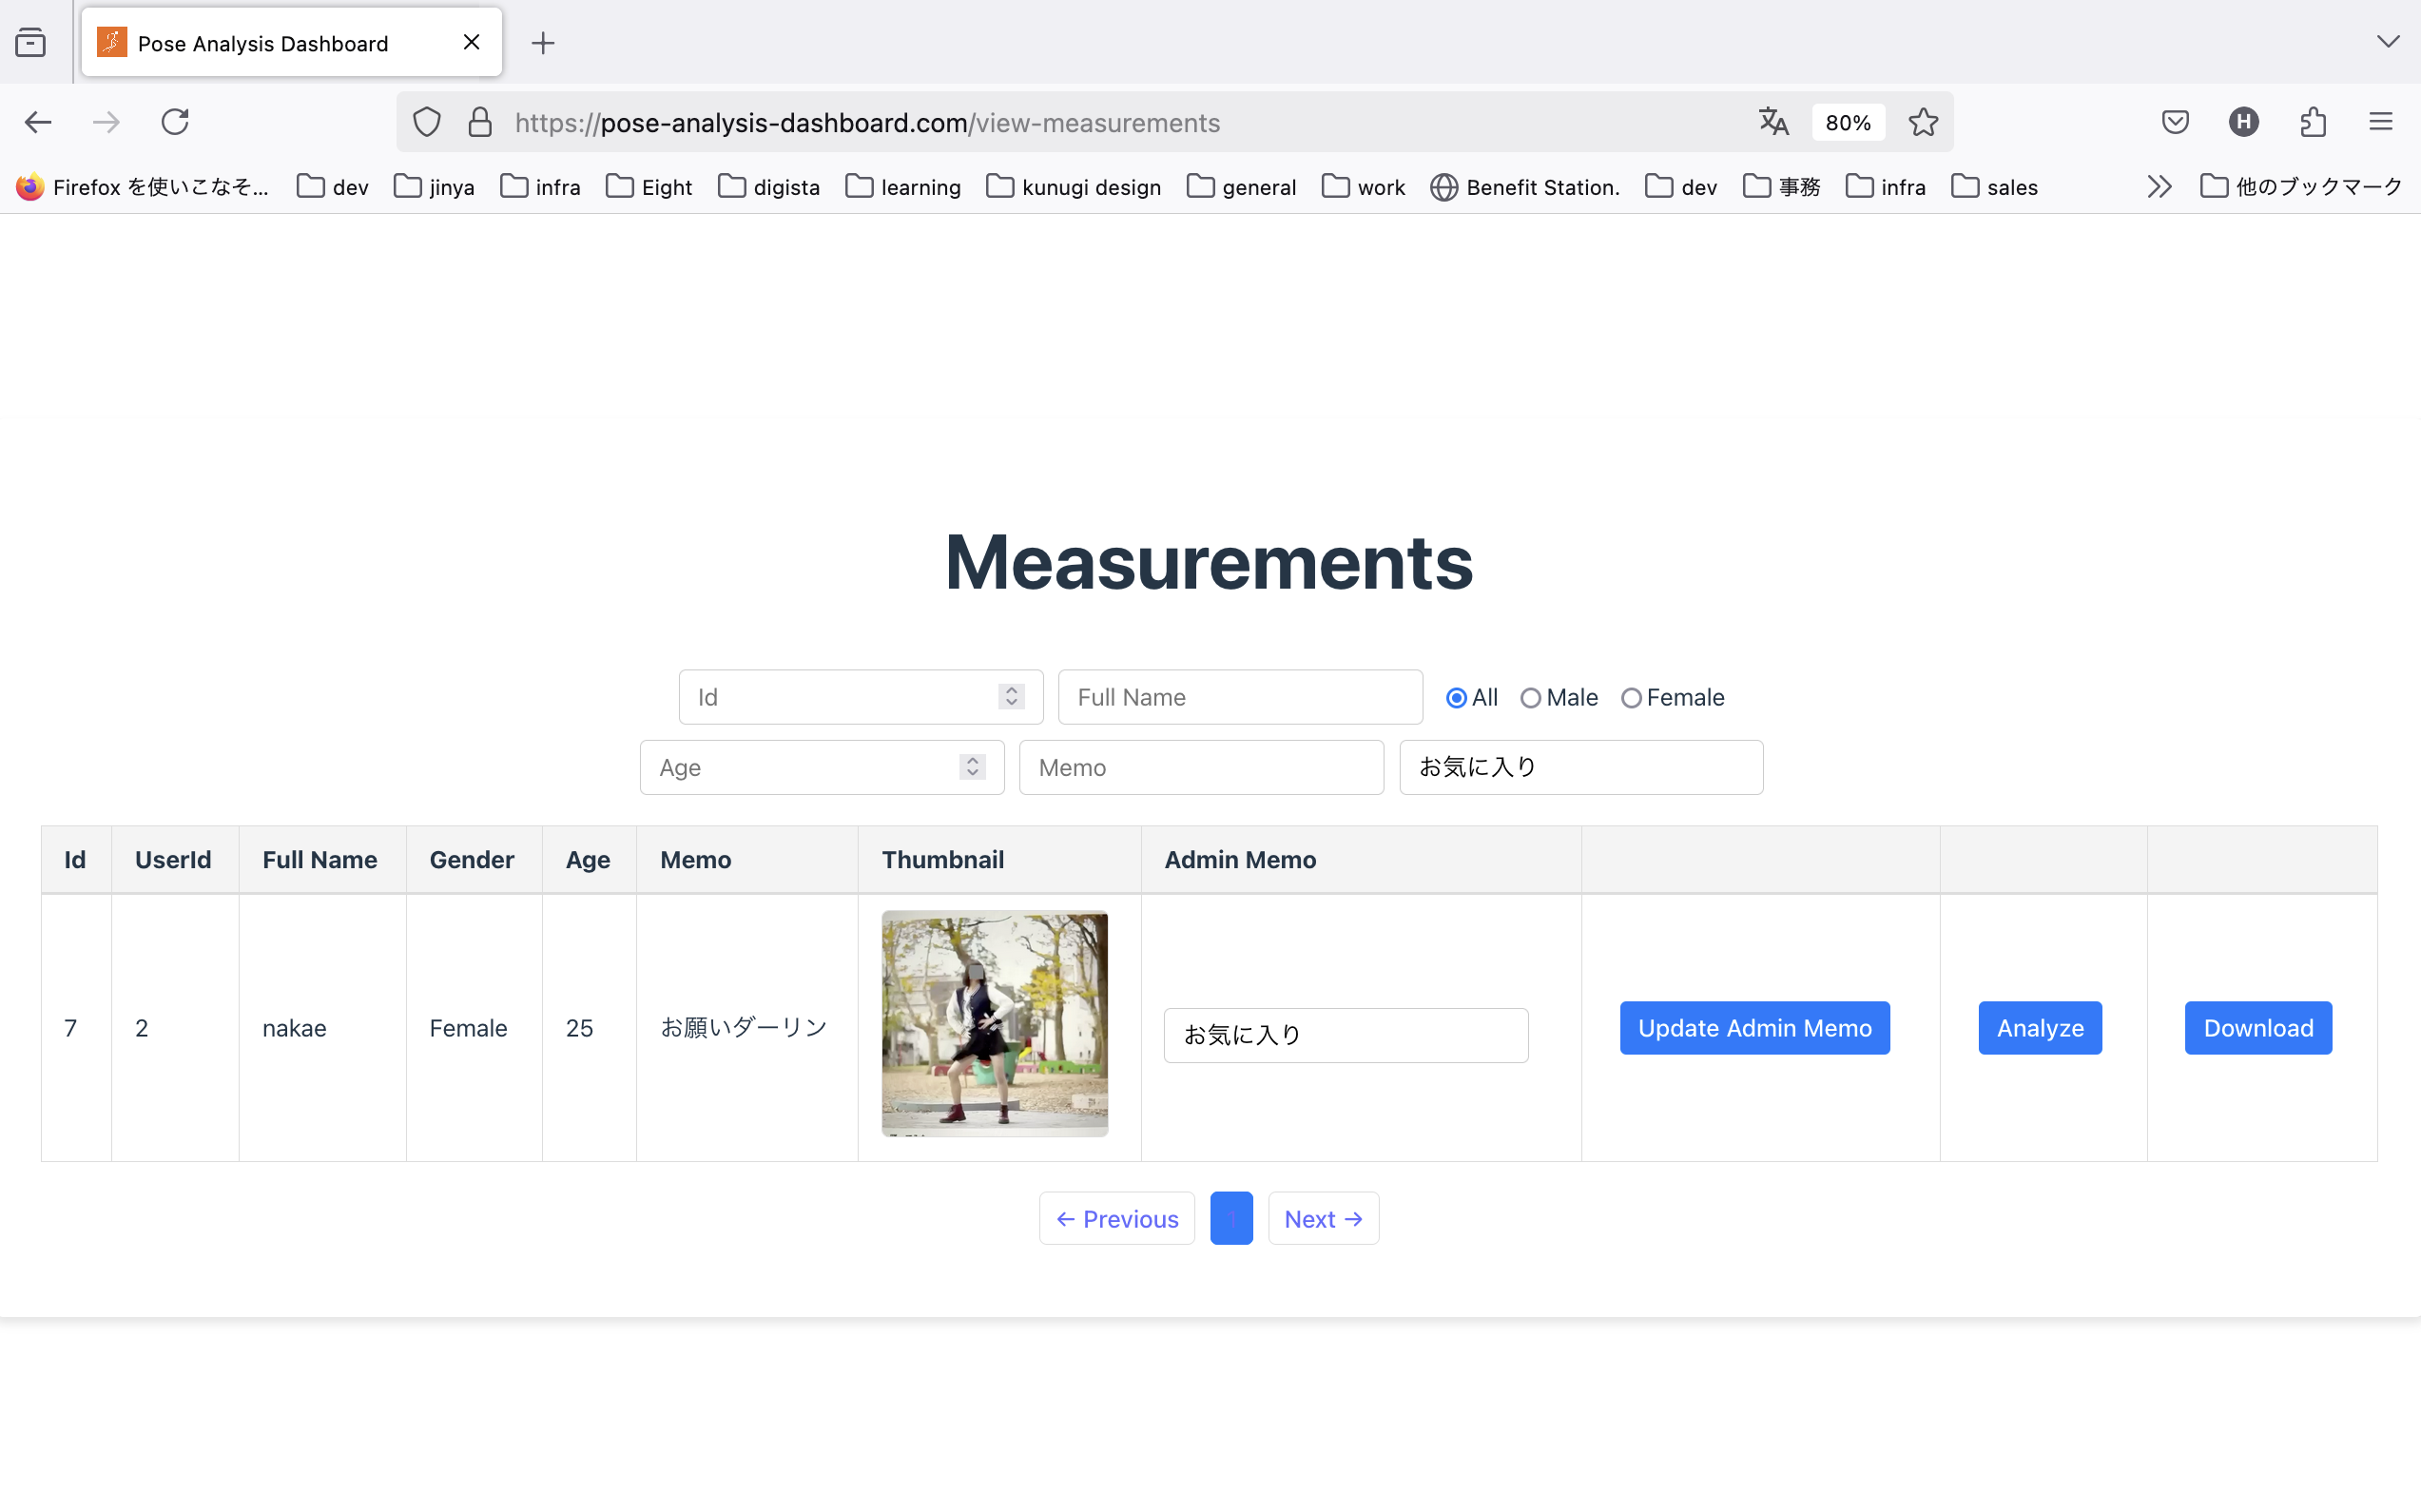 Pose Analysis Dashboard
https://pose-analysis-dashboard.com/view-measurements
80%
H
Firefox を使いこなそ...
dev
jinya
infra
Eight
digista
learning
kunugi design
general
work
Benefit Station.
dev
事務
infra
sales
他のブックマーク
Measurements
Id
Full Name
All
Male
Female
Age
Memo
お気に入り
Id UserId Full Name Gender Age Memo Thumbnail Admin Memo
7 2 nakae Female 25 お願いダーリン お気に入り Update Admin Memo Analyze Download
← Previous 1 Next →